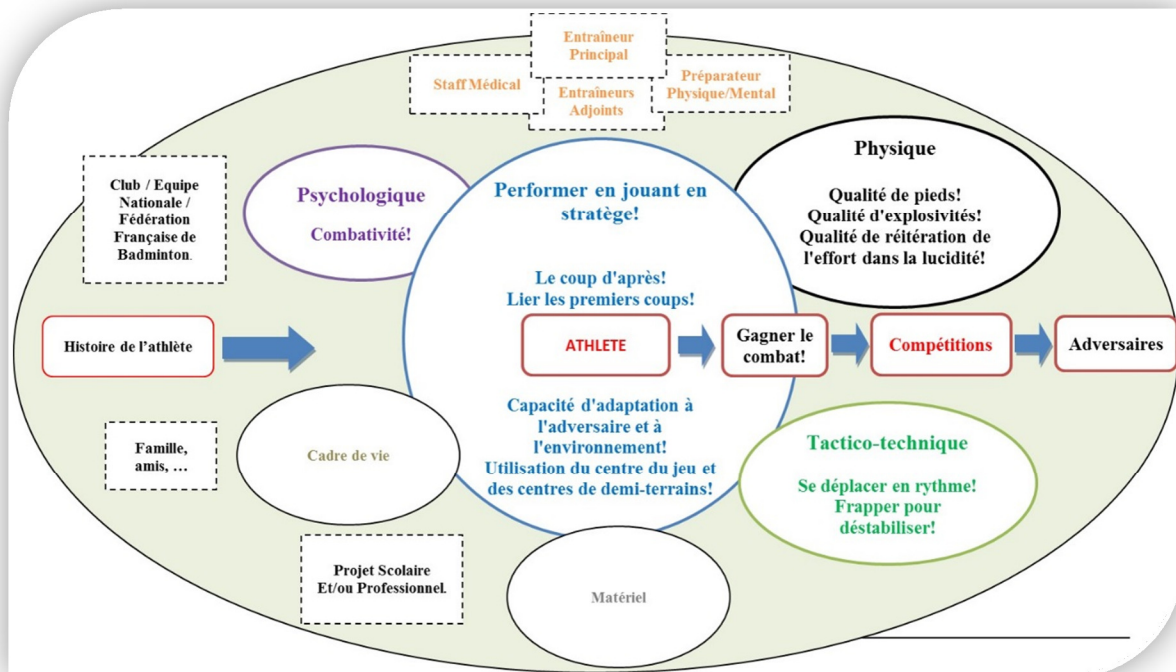 Entraîneur
Principal
Staff Médical
Entraîneurs
Adjoints
Préparateur
Physique/Mental
Club / Equipe
Nationale /
Fédération
Française de
Badminton.
Psychologique
Combativité!
Performer en jouant en
stratège!
Le coup d'après!
Lier les premiers coups!
Physique
Qualité de pieds!
Qualité d'explosivités!
Qualité de réitération de
l'effort dans la lucidité!
Histoire de l'athlète
ATHLETE
Gagner le
combat!
Compétitions
Adversaires
Famille,
amis, …
Cadre de vie
Capacité d'adaptation à
l'adversaire et à
l'environnement!
Utilisation du centre du jeu et
des centres de demi-terrains!
Tactico-technique
Se déplacer en rythme!
Frapper pour
déstabiliser!
Projet Scolaire
Et/ou Professionnel.
Matériel